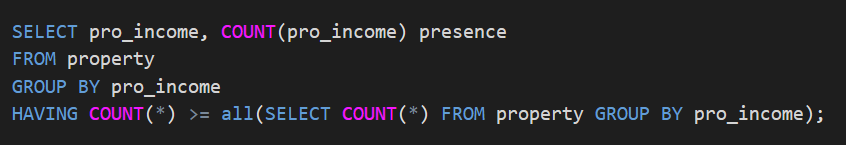 SELECT pro_income, COUNT(pro_income) presence
FROM property
GROUP BY pro_income
HAVING COUNT(*) >= all(SELECT COUNT(*) FROM property GROUP BY pro_income);